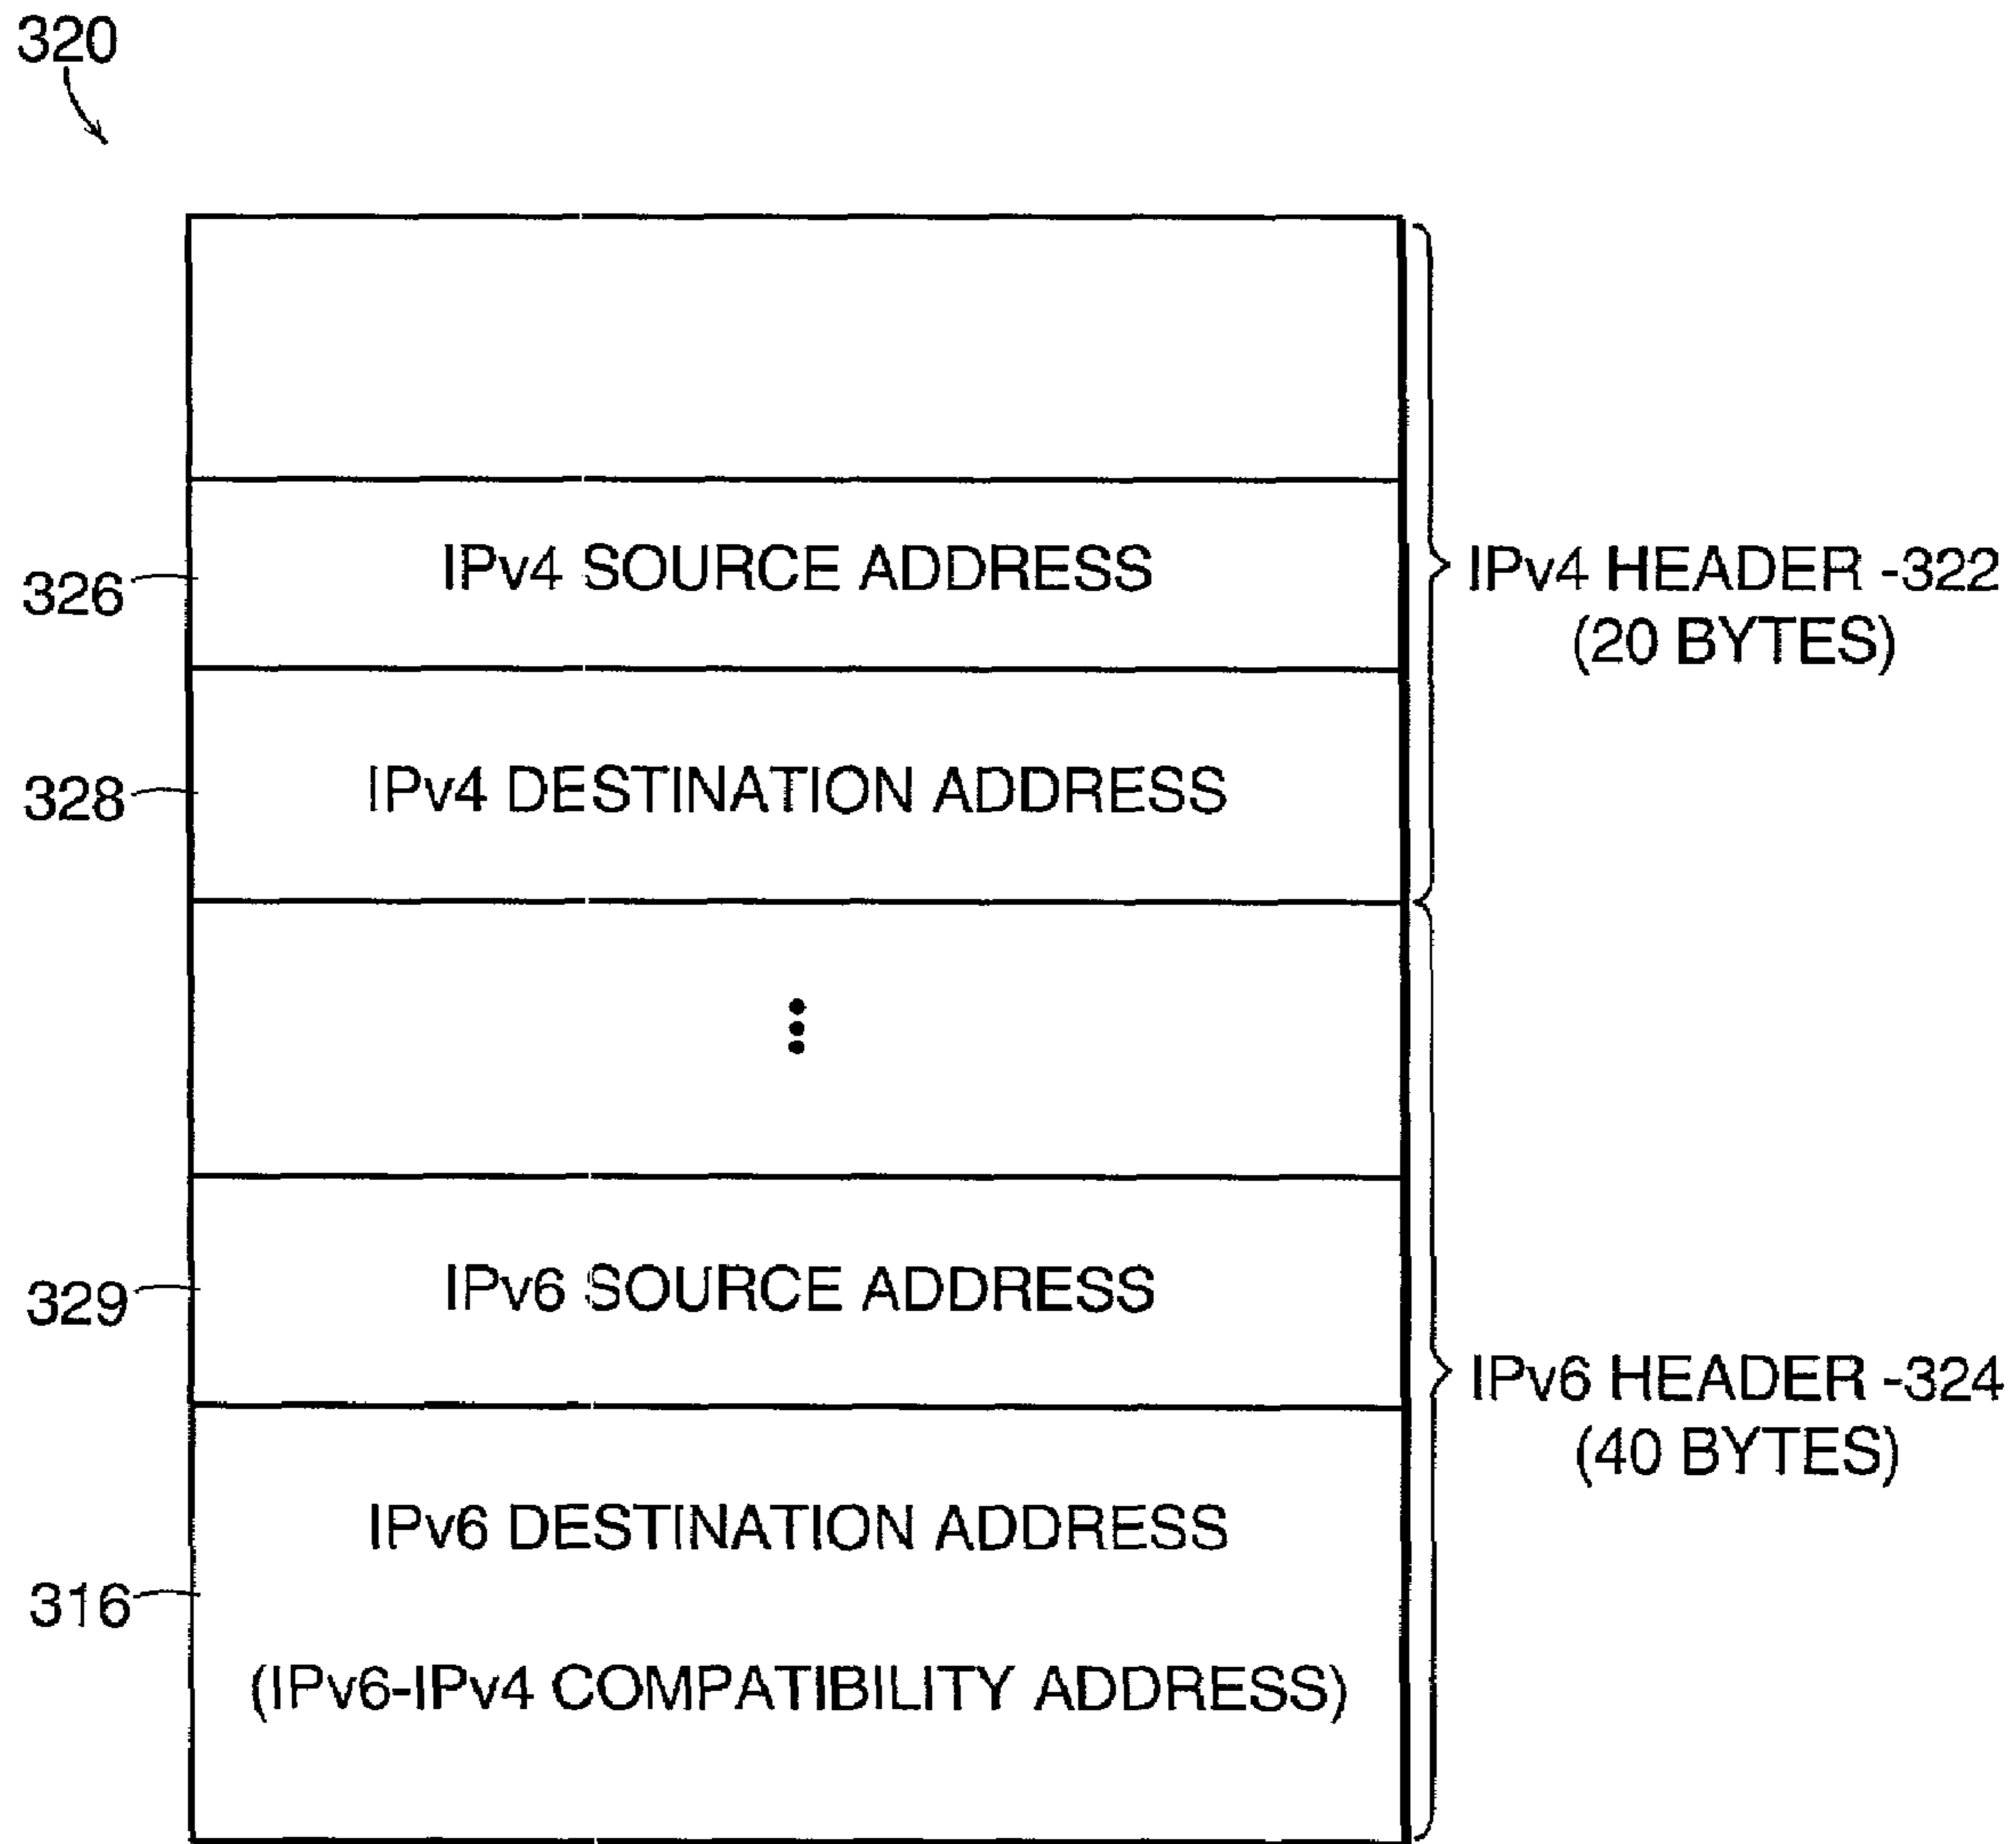 320
326
IPv4 SOURCE ADDRESS
IPv4 HEADER -322
(20 BYTES)
328
IPv4 DESTINATION ADDRESS
329
IPv6 SOURCE ADDRESS
IPv6 HEADER -324
(40 BYTES)
316
IPv6 DESTINATION ADDRESS
(IPv6-IPv4 COMPATIBILITY ADDRESS)